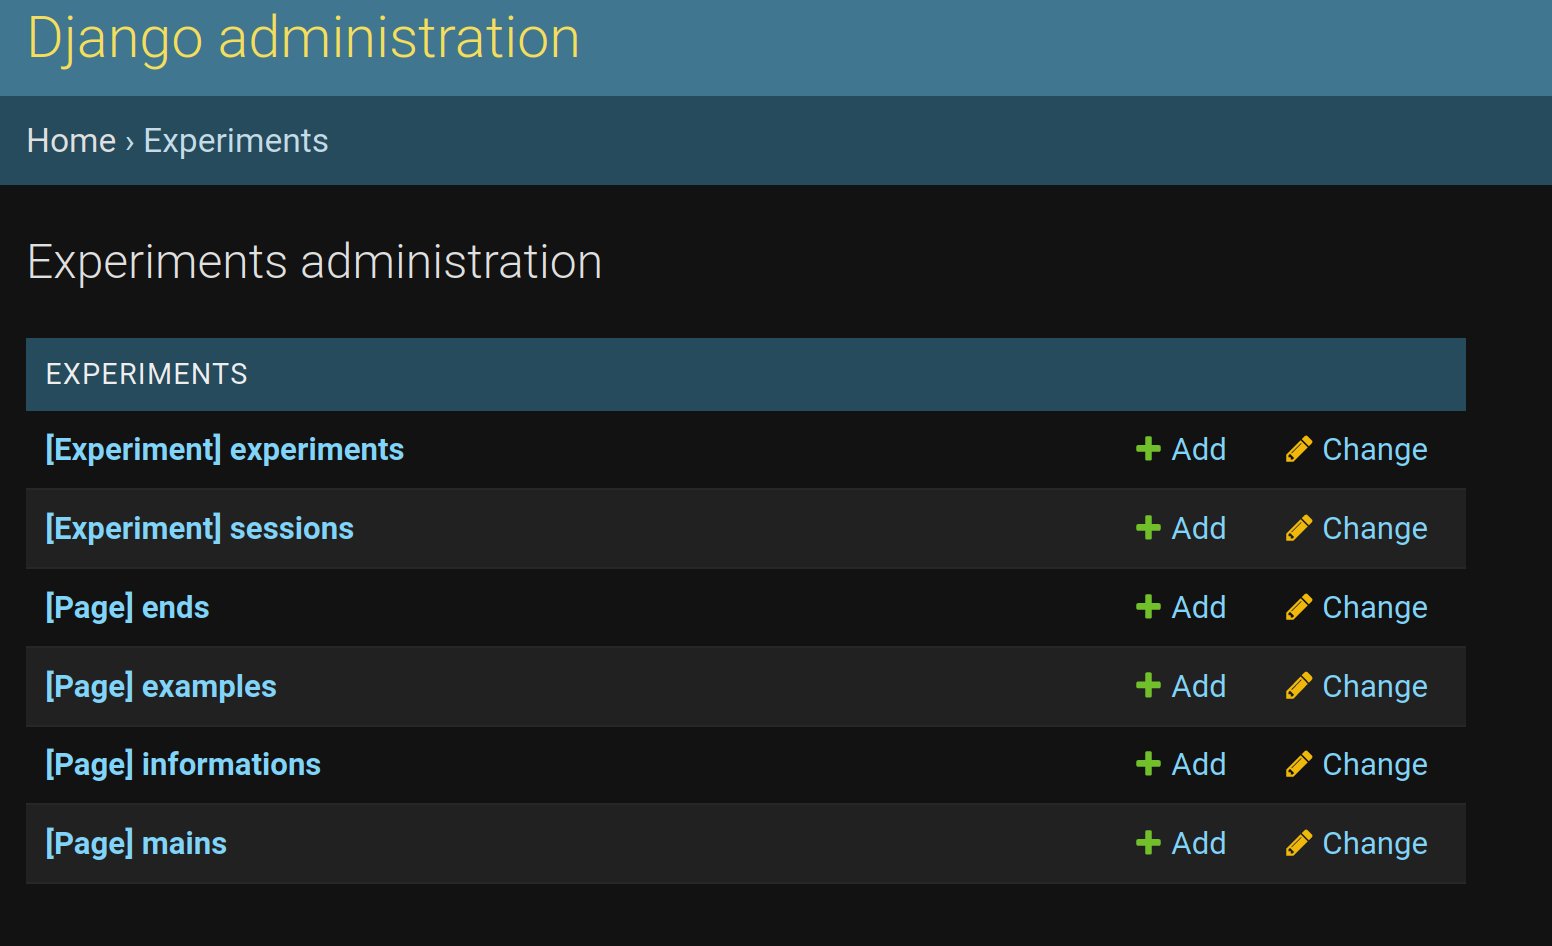 Django administration
Home › Experiments
Experiments administration
EXPERIMENTS
[Experiment] experiments Add Change
[Experiment] sessions Add Change
[Page] ends Add Change
[Page] examples Add Change
[Page] informations Add Change
[Page] mains Add Change